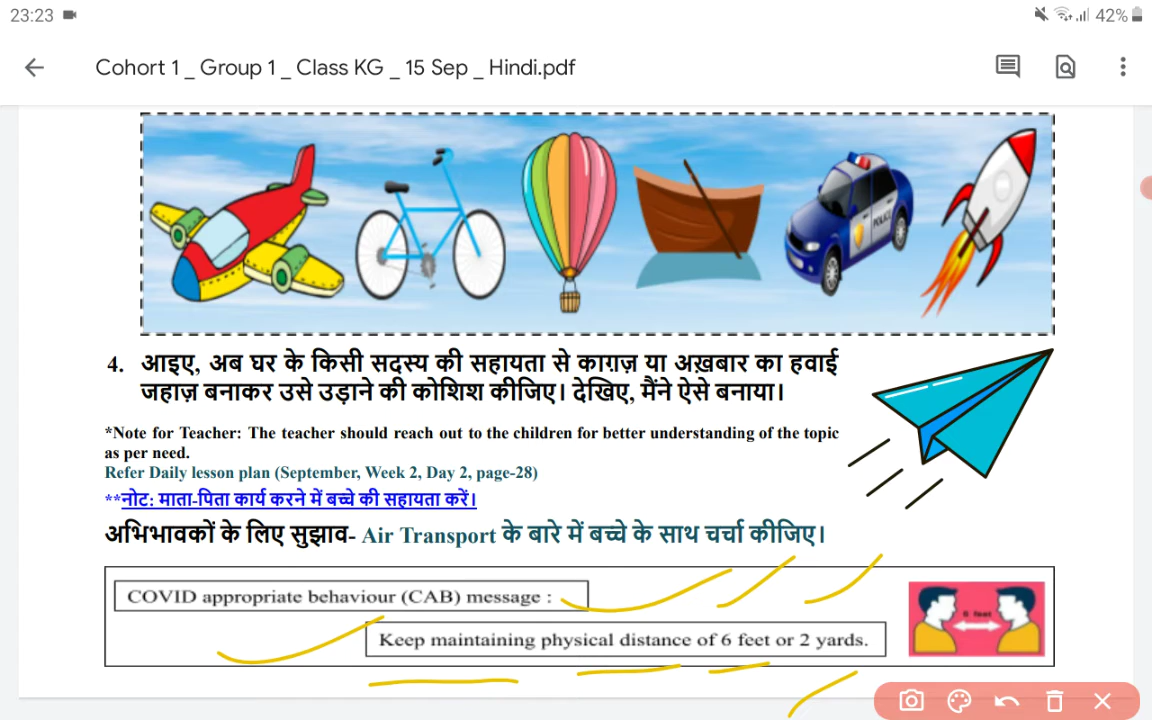 23:23
42%
Cohort 1 _ Group 1 _ Class KG _ 15 Sep _ Hindi.pdf
POLICE
4. आइए, अब घर के किसी सदस्य की सहायता से काग़ज़ या अख़बार का हवाई
जहाज़ बनाकर उसे उड़ाने की कोशिश कीजिए। देखिए, मैंने ऐसे बनाया।
*Note for Teacher: The teacher should reach out to the children for better understanding of the topic
as per need.
Refer Daily lesson plan (September, Week 2, Day 2, page-28)
**नोट: माता-पिता कार्य करने में बच्चे की सहायता करें।
अभिभावकों के लिए सुझाव- Air Transport के बारे में बच्चे के साथ चर्चा कीजिए।
COVID appropriate behaviour (CAB) message :
6 feet
Keep maintaining physical distance of 6 feet or 2 yards.